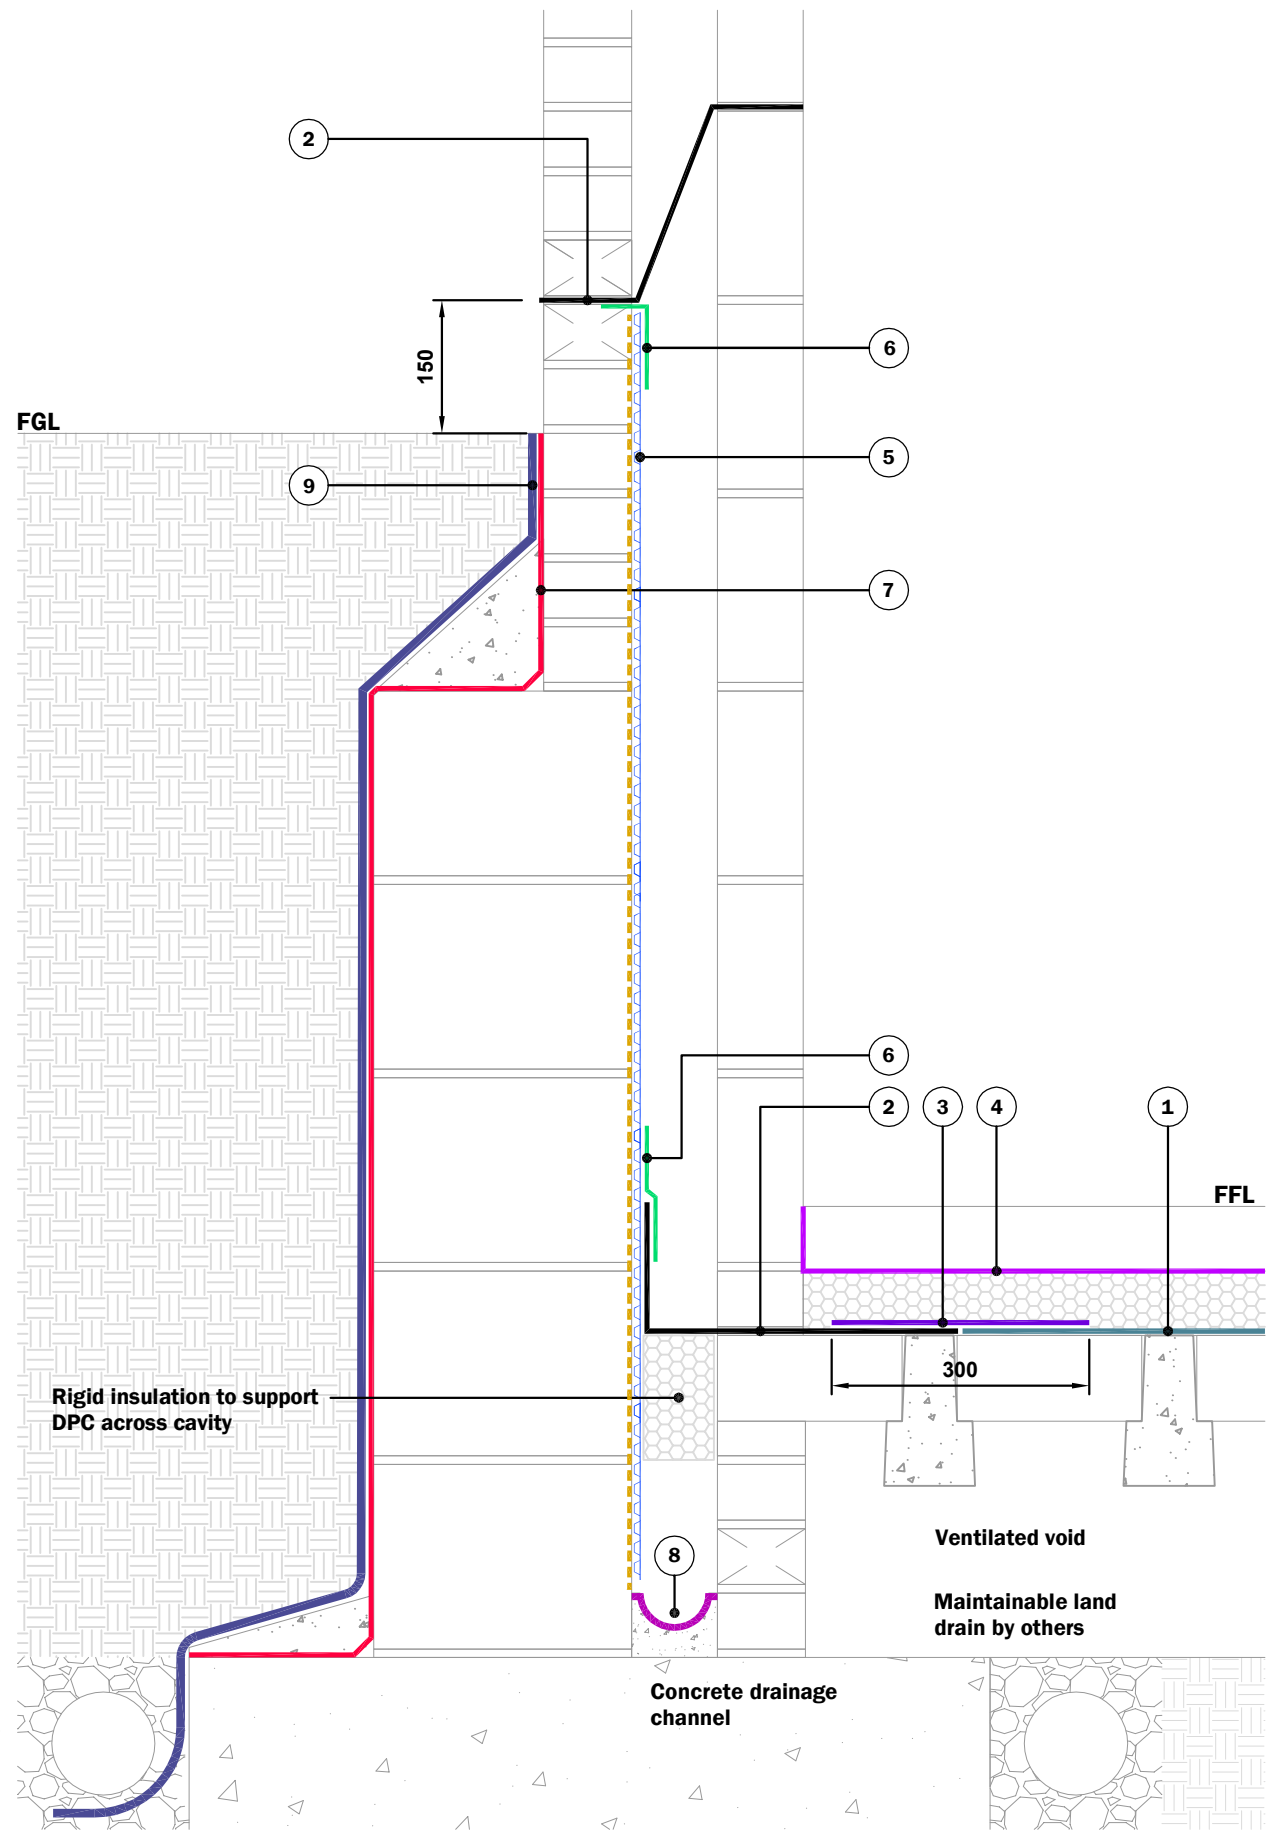 2
150
6
FGL
5
9
7
6
2
3
4
1
FFL
300
Rigid insulation to support
DPC across cavity
8
Ventilated void
Maintainable land
drain by others
Concrete drainage
channel